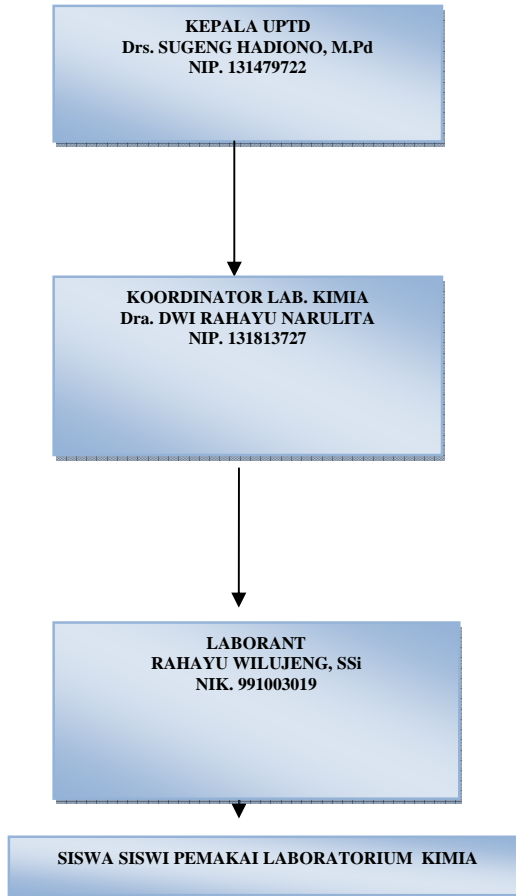 KEPALA UPTD
Drs. SUGENG HADIONO, M.Pd
NIP. 131479722
KOORDINATOR LAB. KIMIA
Dra. DWI RAHAYU NARULITA
NIP. 131813727
LABORANT
RAHAYU WILUJENG, SSi
NIK. 991003019
SISWA SISWI PEMAKAI LABORATORIUM KIMIA